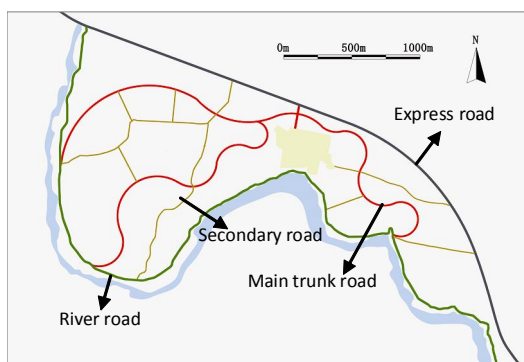 0m 500m 1000m
N
Express road
Secondary road
Main trunk road
River road